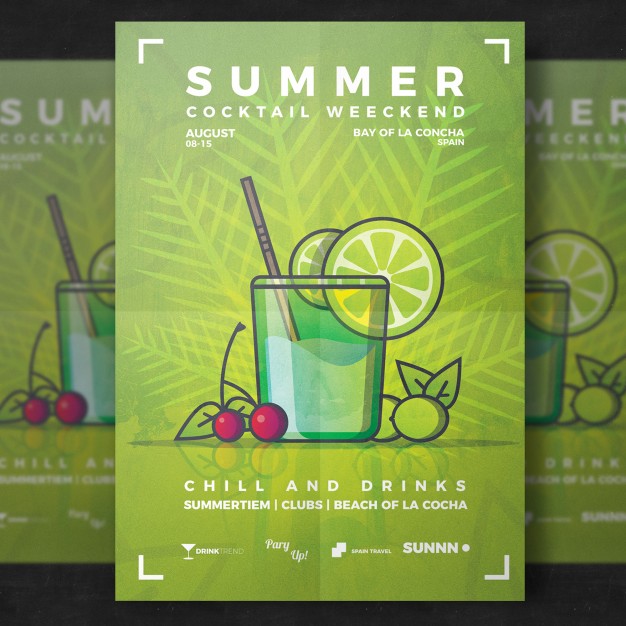 SUMMER
COCKTAIL WEECKEND
AUGUST
08-15
BAY OF LA CONCHA
SPAIN
CHILL AND DRINKS
SUMMERTIEM | CLUBS | BEACH OF LA COCHA
DRINKTREND
Pary Up!
SPAIN TRAVEL
SUNNN